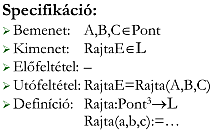 Specifikáció:
➢Bemenet: A,B,C∈Pont
➢Kimenet: RajtaE∈L
➢Előfeltétel: –
➢Utófeltétel: RajtaE=Rajta(A,B,C)
➢Definíció: Rajta:Pont³→L
Rajta(a,b,c):=…